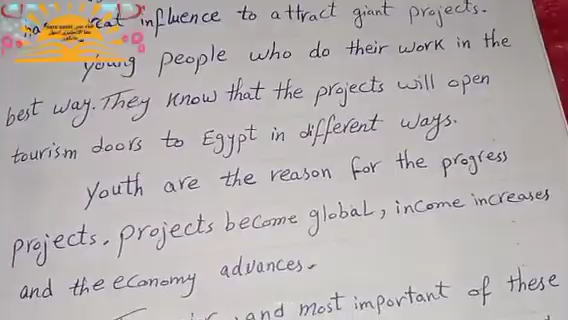 influence to attract giant projects.
young people who do their work in the
best way. They know that the projects will open
tourism doors to Egypt in different ways.
Youth are the reason for the progress
projects. projects become global, income increases
and the economy advances.
and most important of these